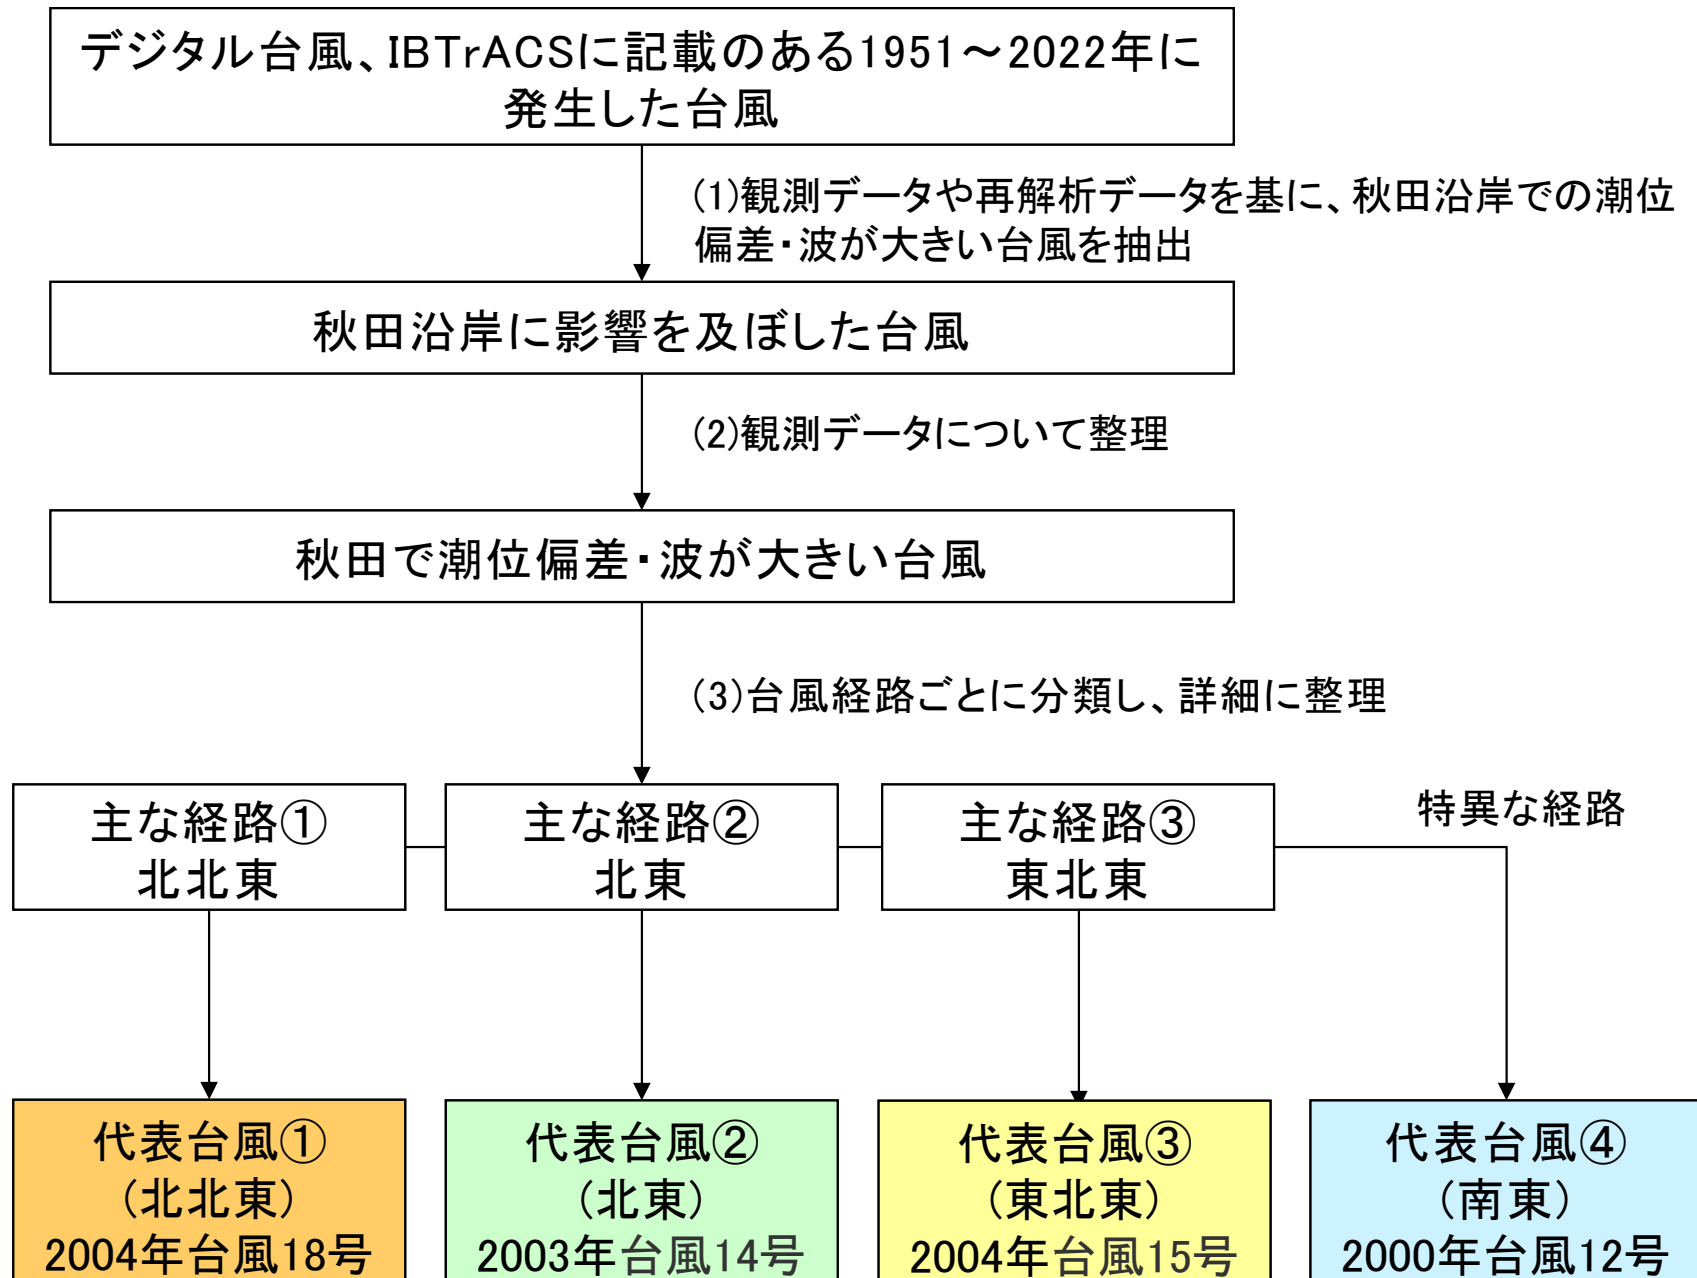 デジタル台風、IBTrACSに記載のある1951～2022年に
発生した台風
(1)観測データや再解析データを基に、秋田沿岸での潮位
偏差・波が大きい台風を抽出
秋田沿岸に影響を及ぼした台風
(2)観測データについて整理
秋田で潮位偏差・波が大きい台風
(3)台風経路ごとに分類し、詳細に整理
主な経路①
北北東
主な経路②
北東
主な経路③
東北東
特異な経路
代表台風①
(北北東)
2004年台風18号
代表台風②
(北東)
2003年台風14号
代表台風③
(東北東)
2004年台風15号
代表台風④
(南東)
2000年台風12号